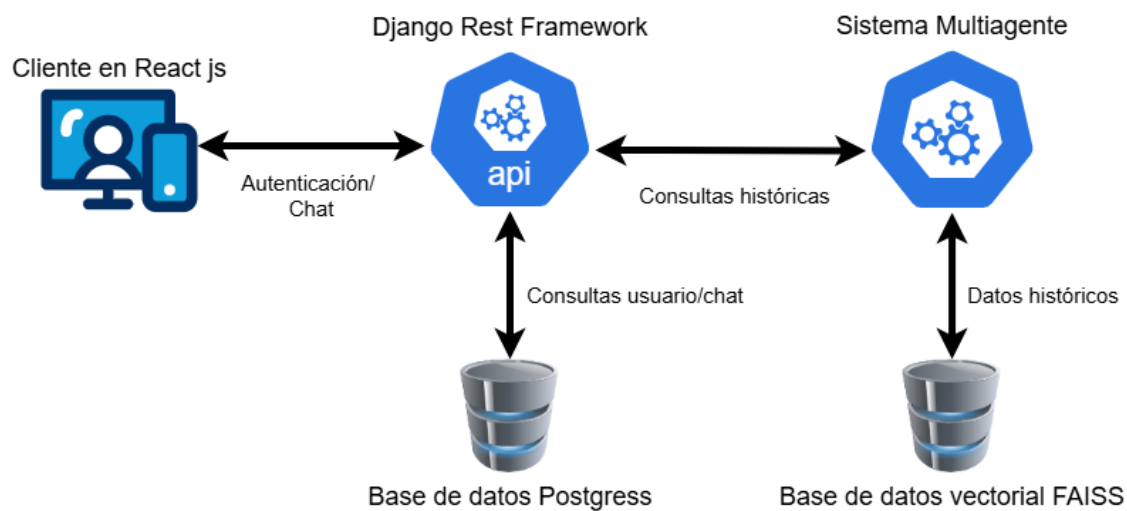 Django Rest Framework
Sistema Multiagente
Cliente en React js
api
Autenticación/
Chat
Consultas históricas
Consultas usuario/chat
Datos históricos
Base de datos Postgress
Base de datos vectorial FAISS